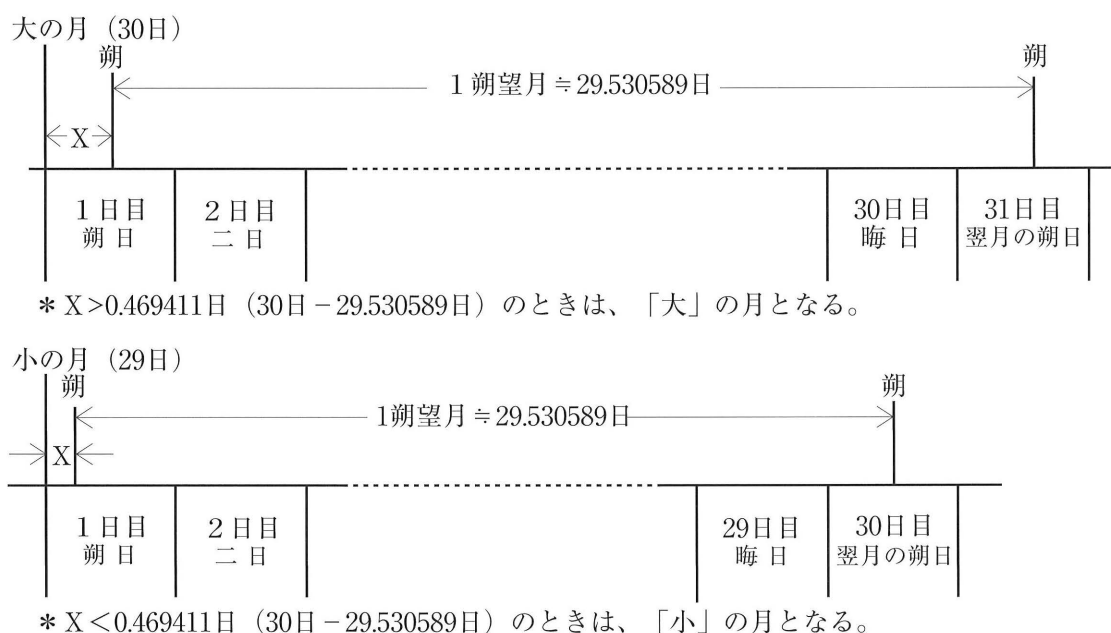 大の月（30日）
朔
朔
1朔望月≒29.530589日
X
1日目
朔日
2日目
二日
30日目
晦日
31日目
翌月の朔日
＊X>0.469411日（30日−29.530589日）のときは、「大」の月となる。
小の月（29日）
朔
朔
1朔望月≒29.530589日
X
1日目
朔日
2日目
二日
29日目
晦日
30日目
翌月の朔日
＊X＜0.469411日（30日−29.530589日）のときは、「小」の月となる。